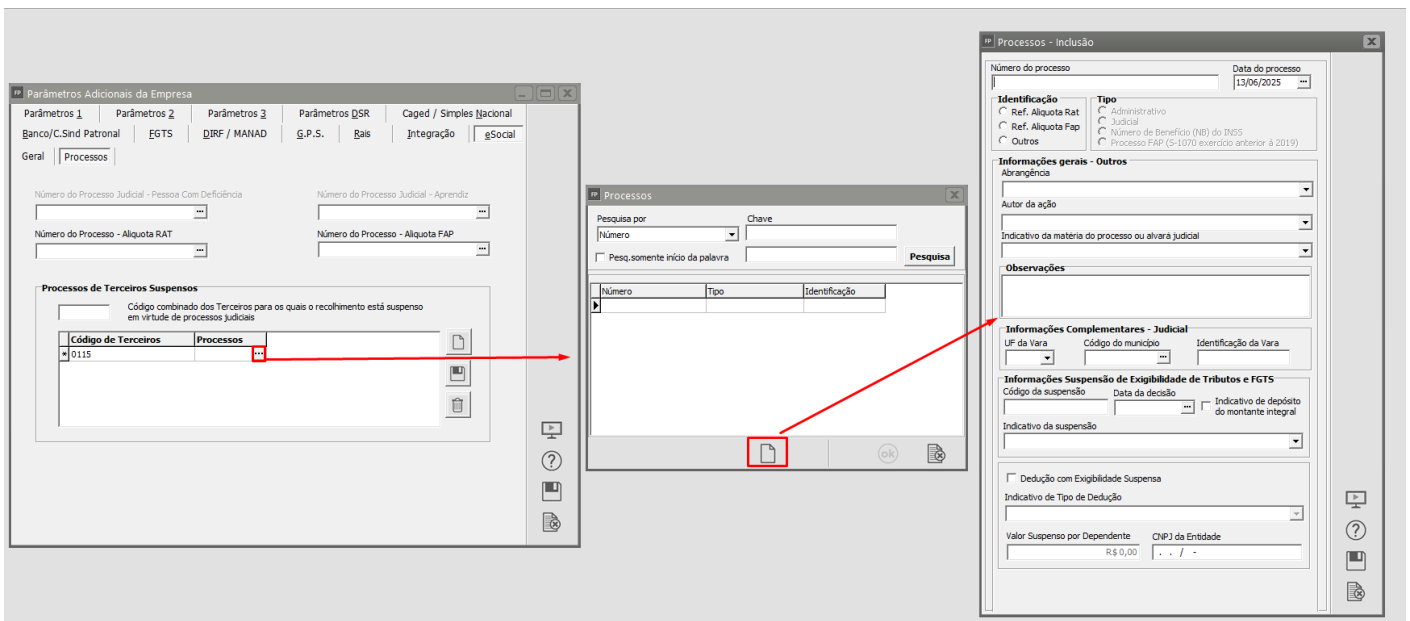 Parâmetros Adicionais da Empresa
Parâmetros 1 Parâmetros 2 Parâmetros 3 Parâmetros DSR Caged / Simples Nacional
Banco/C.Sind Patronal FGTS DIRF / MANAD G.P.S. Rais Integração eSocial
Geral Processos
Número do Processo Judicial - Pessoa Com Deficiência Número do Processo Judicial - Aprendiz
Número do Processo - Aliquota RAT Número do Processo - Aliquota FAP
Processos de Terceiros Suspensos
Código combinado dos Terceiros para os quais o recolhimento está suspenso
em virtude de processos judiciais
Código de Terceiros Processos
0115
FP Processos
Pesquisa por Chave
Número
Pesq.somente início da palavra Pesquisa
Número Tipo Identificação
ok
FP Processos - Inclusão
Número do processo Data do processo
13/06/2025
Identificação Tipo
Ref. Aliquota Rat Administrativo
Judicial
Ref. Aliquota Fap Número de Benefício (NB) do INSS
Outros Processo FAP (S-1070 exercício anterior à 2019)
Informações gerais - Outros
Abrangência
Autor da ação
Indicativo da matéria do processo ou alvará judicial
Observações
Informações Complementares - Judicial
UF da Vara Código do município Identificação da Vara
Informações Suspensão de Exigibilidade de Tributos e FGTS
Código da suspensão Data da decisão Indicativo de depósito
do montante integral
Indicativo da suspensão
Dedução com Exigibilidade Suspensa
Indicativo de Tipo de Dedução
Valor Suspenso por Dependente CNPJ da Entidade
R$ 0,00 . . / -